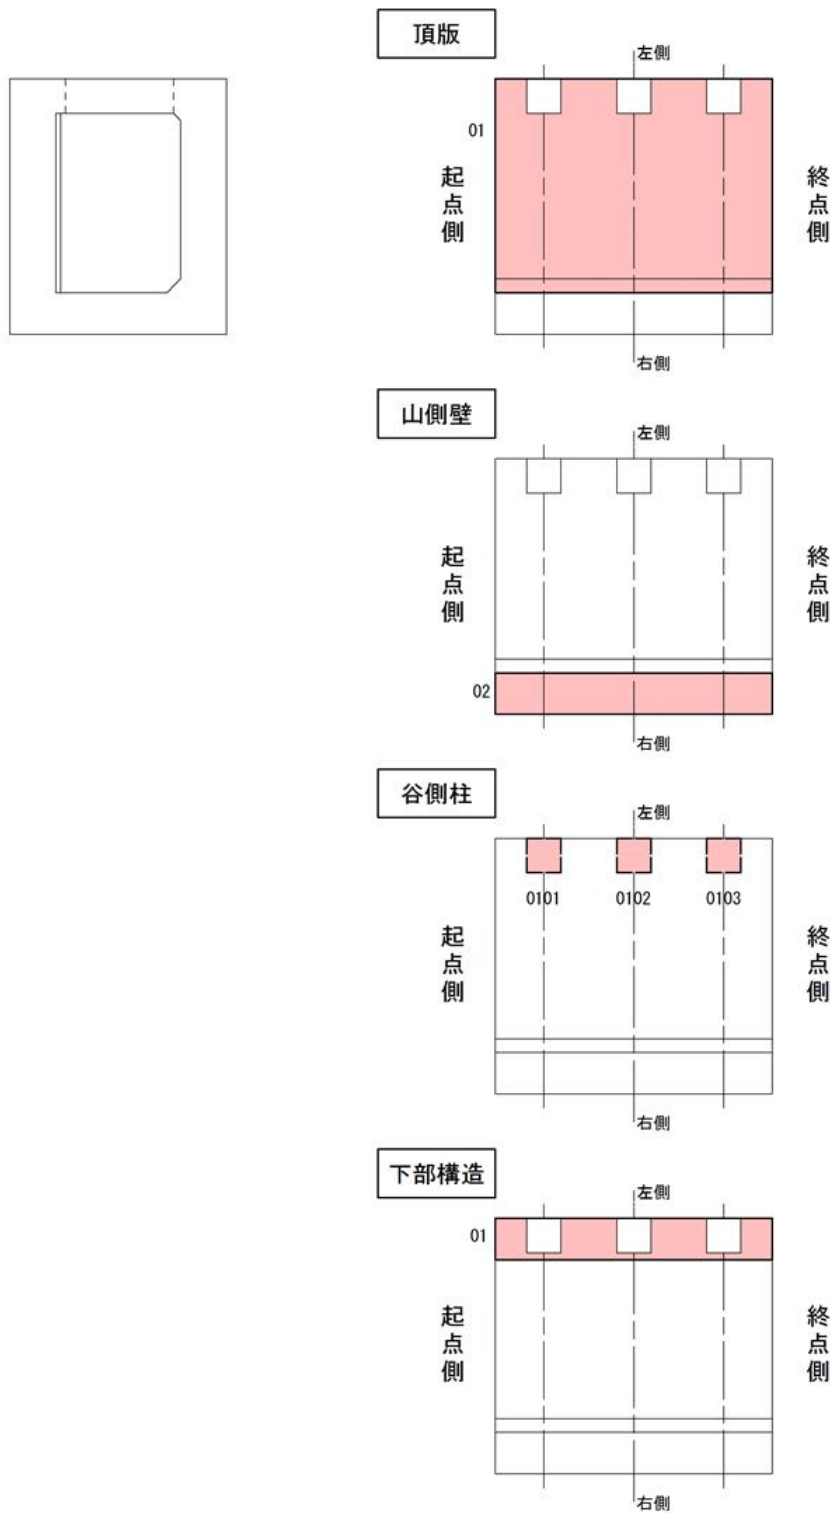 頂版
左側
01
起点側
終点側
右側
山側壁
左側
起点側
終点側
02
右側
谷側柱
左側
0101 0102 0103
起点側
終点側
右側
下部構造
左側
01
起点側
終点側
右側